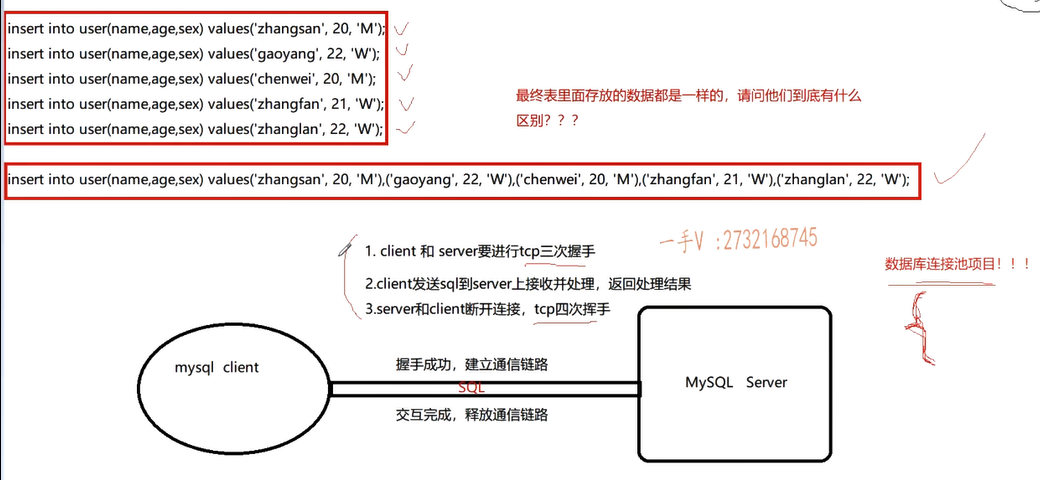 insert into user(name,age,sex) values('zhangsan', 20, 'M');
insert into user(name,age,sex) values('gaoyang', 22, 'W');
insert into user(name,age,sex) values('chenwei', 20, 'M');
insert into user(name,age,sex) values('zhangfan', 21, 'W');
insert into user(name,age,sex) values('zhanglan', 22, 'W');
最终表里面存放的数据都是一样的，请问他们到底有什么
区别？？？
insert into user(name,age,sex) values('zhangsan', 20, 'M'),('gaoyang', 22, 'W'),('chenwei', 20, 'M'),('zhangfan', 21, 'W'),('zhanglan', 22, 'W');
一手V :2732168745
1. client 和 server要进行tcp三次握手
2.client发送sql到server上接收并处理，返回处理结果
3.server和client断开连接，tcp四次挥手
数据库连接池项目！！！
mysql client
握手成功，建立通信链路
SQL
交互完成，释放通信链路
MySQL Server